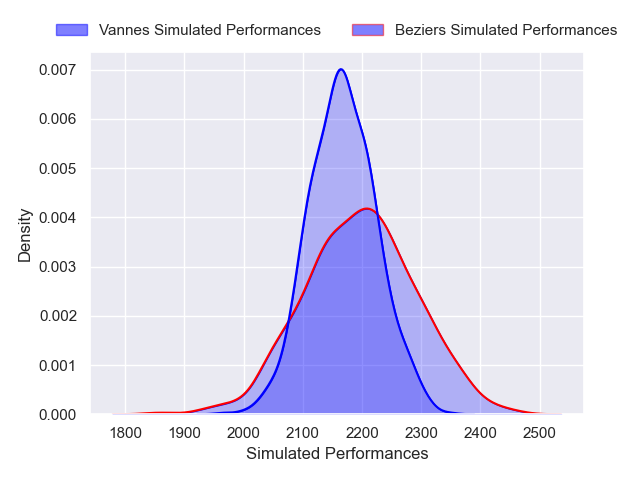 Vannes Simulated Performances Beziers Simulated Performances
0.007
0.006
0.005
0.004
0.003
0.002
0.001
0.000
Density
1800 1900 2000 2100 2200 2300 2400 2500
Simulated Performances